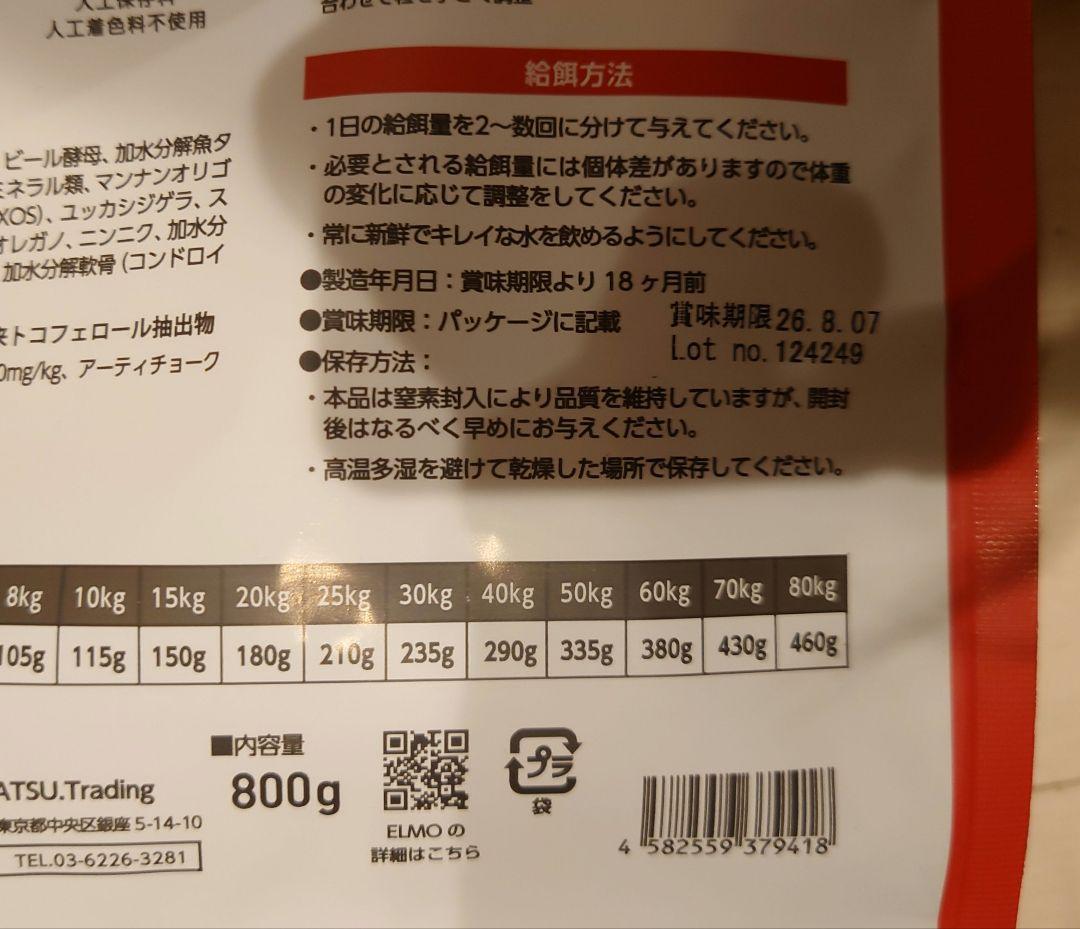 人工保存料
人工着色料不使用
給餌方法
・1日の給餌量を2〜数回に分けて与えてください。
・必要とされる給餌量には個体差がありますので体重
の変化に応じて調整をしてください。
・常に新鮮でキレイな水を飲めるようにしてください。
●製造年月日：賞味期限より 18 ヶ月前
●賞味期限：パッケージに記載
賞味期限26.8.07
Lot no.124249
●保存方法：
・本品は窒素封入により品質を維持していますが、開封
後はなるべく早めにお与えください。
・高温多湿を避けて乾燥した場所で保存してください。
ビール酵母、加水分解魚タ
ミネラル類、マンナンオリゴ
XOS)、ユッカシジゲラ、ス
オレガノ、ニンニク、加水分
加水分解軟骨 (コンドロイ
来トコフェロール抽出物
0mg/kg、アーティチョーク
8kg 10kg 15kg 20kg 25kg 30kg 40kg 50kg 60kg 70kg 80kg
105g 115g 150g 180g 210g 235g 290g 335g 380g 430g 460g
■内容量
800g
ELMO の
詳細はこちら
プラ
袋
4 582559 379418
ATSU.Trading
東京都中央区銀座 5-14-10
TEL.03-6226-3281